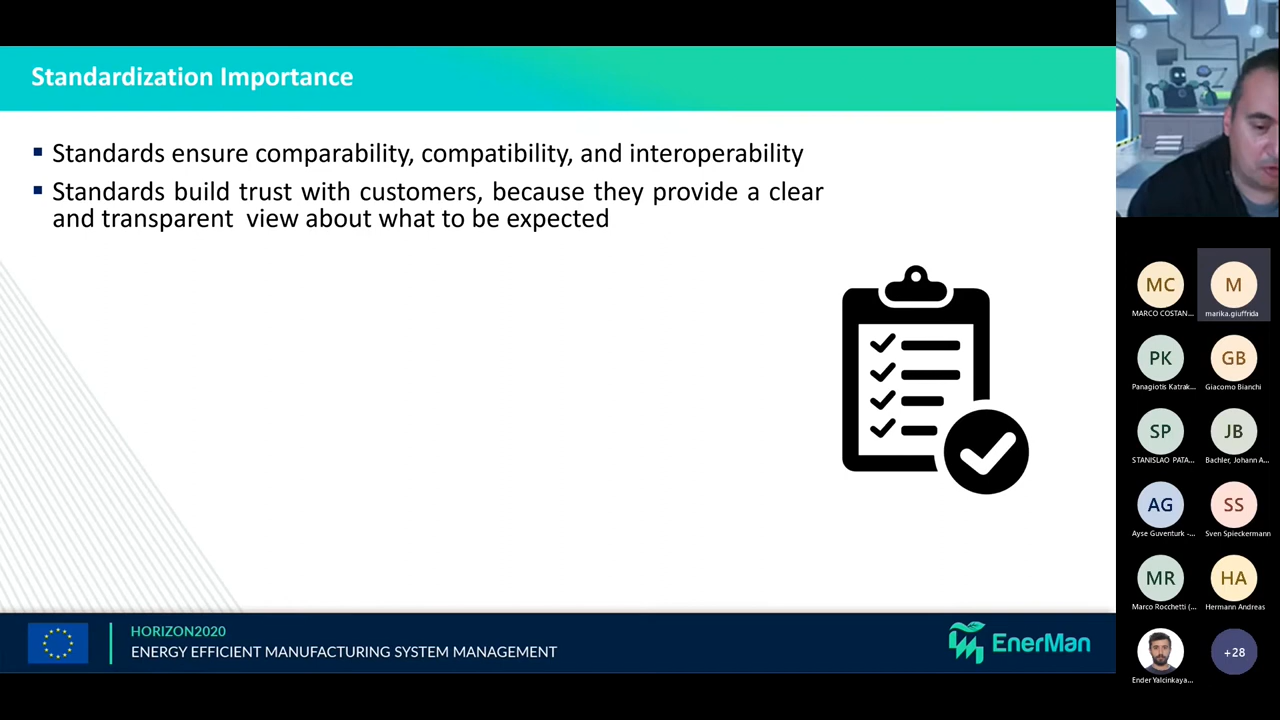 Standardization Importance
Standards ensure comparability, compatibility, and interoperability
Standards build trust with customers, because they provide a clear
and transparent view about what to be expected
HORIZON2020
ENERGY EFFICIENT MANUFACTURING SYSTEM MANAGEMENT
EnerMan
MC
MARCO COSTAN...
M
marika.giuffrida
PK
Panagiotis Katrak...
GB
Giacomo Bianchi
SP
STANISLAO PATA...
JB
Bachler, Johann A...
AG
Ayse Guventurk -...
SS
Sven Spieckermann
MR
Marco Rocchetti (...
HA
Hermann Andreas
Ender Yalcinkaya...
+28